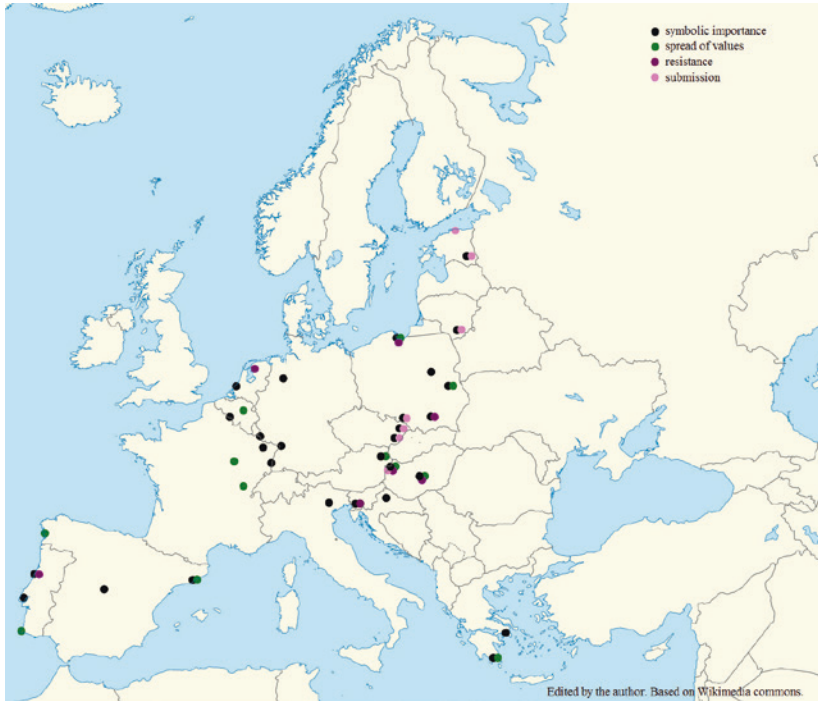 symbolic importance
spread of values
resistance
submission
Edited by the author. Based on Wikimedia commons.